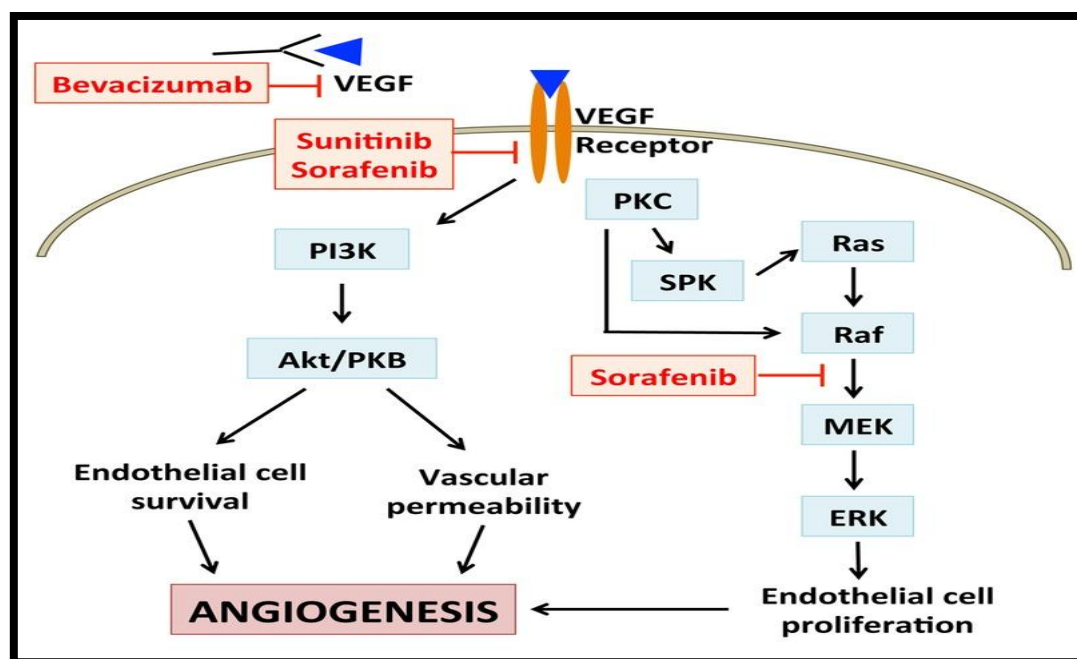 Bevacizumab
VEGF
Sunitinib
Sorafenib
VEGF
Receptor
PKC
PI3K
SPK
Ras
Akt/PKB
Raf
Sorafenib
MEK
Endothelial cell
survival
Vascular
permeability
ERK
ANGIOGENESIS
Endothelial cell
proliferation